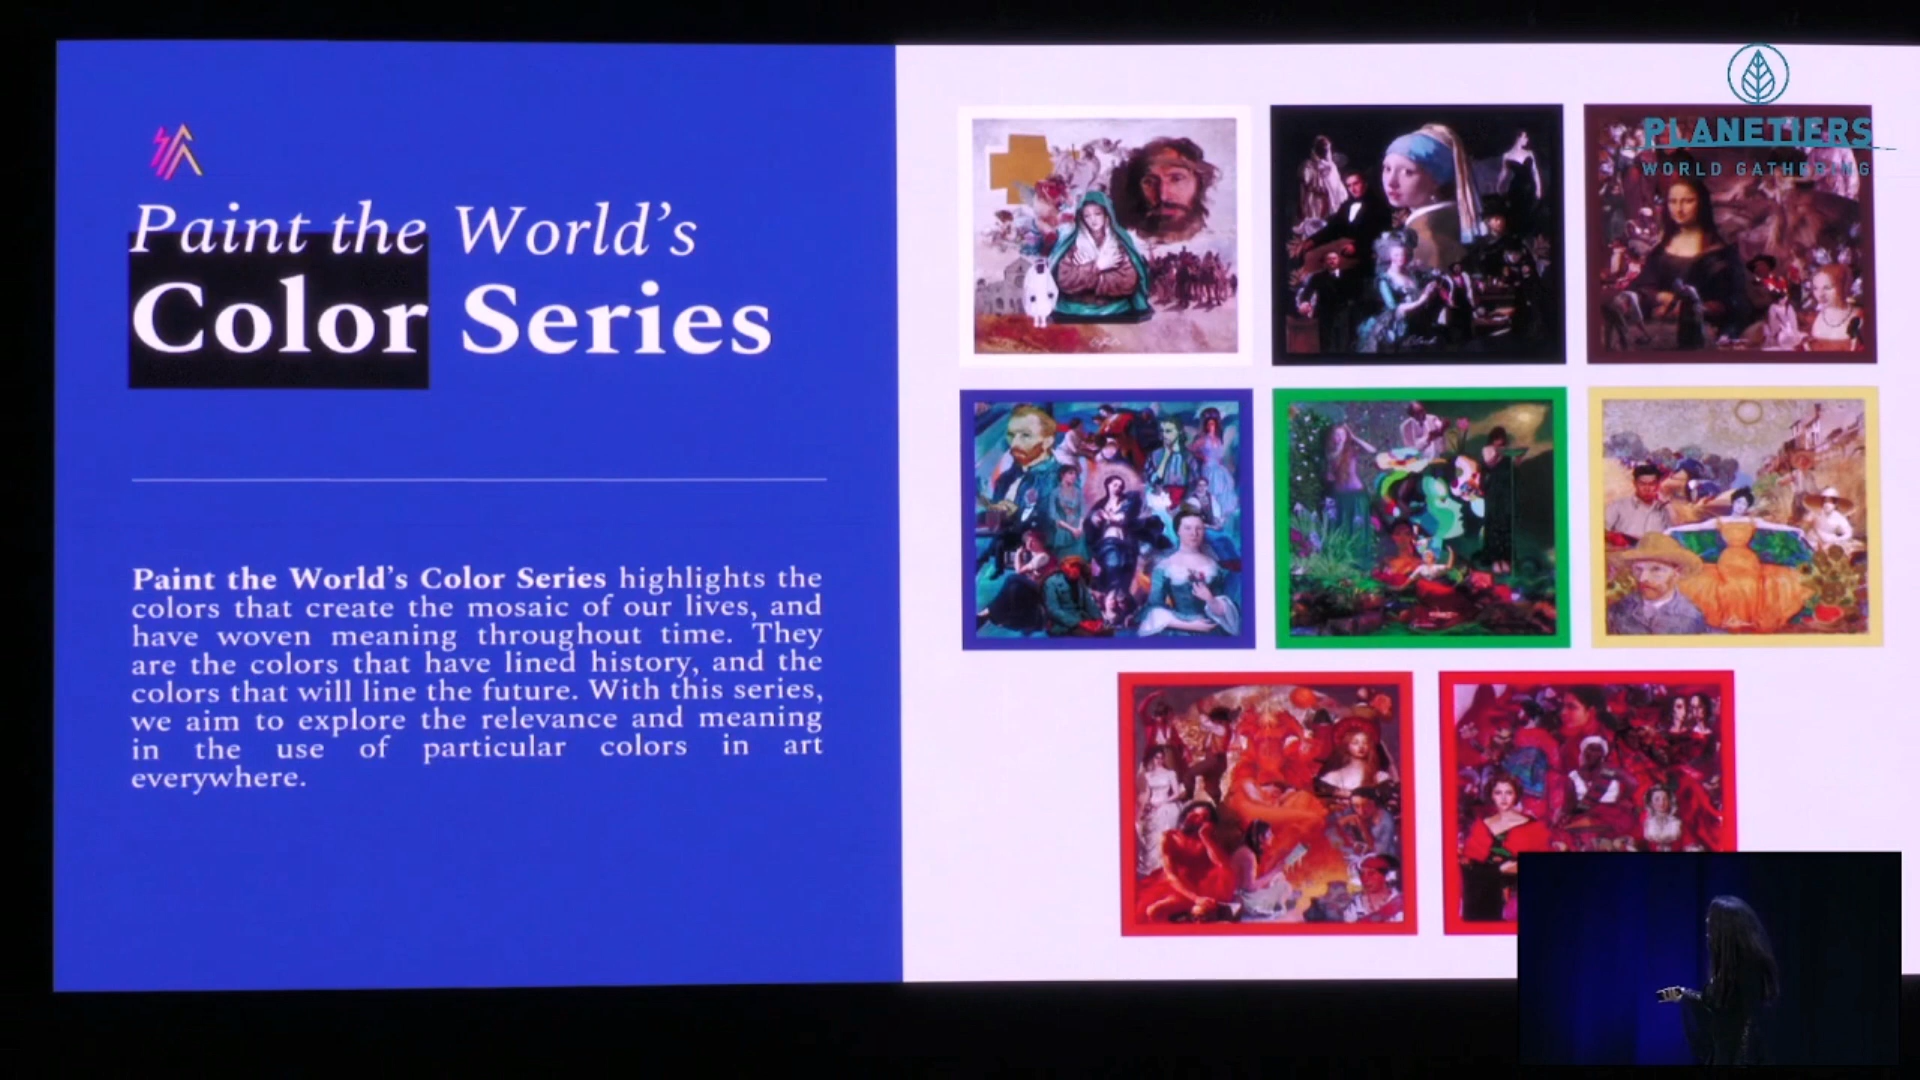 Paint the World's
Color Series
Paint the World's Color Series highlights the
colors that create the mosaic of our lives, and
have woven meaning throughout time. They
are the colors that have lined history, and the
colors that will line the future. With this series,
we aim to explore the relevance and meaning
in the use of particular colors in art
everywhere.
PLANETIERS
WORLD GATHERING